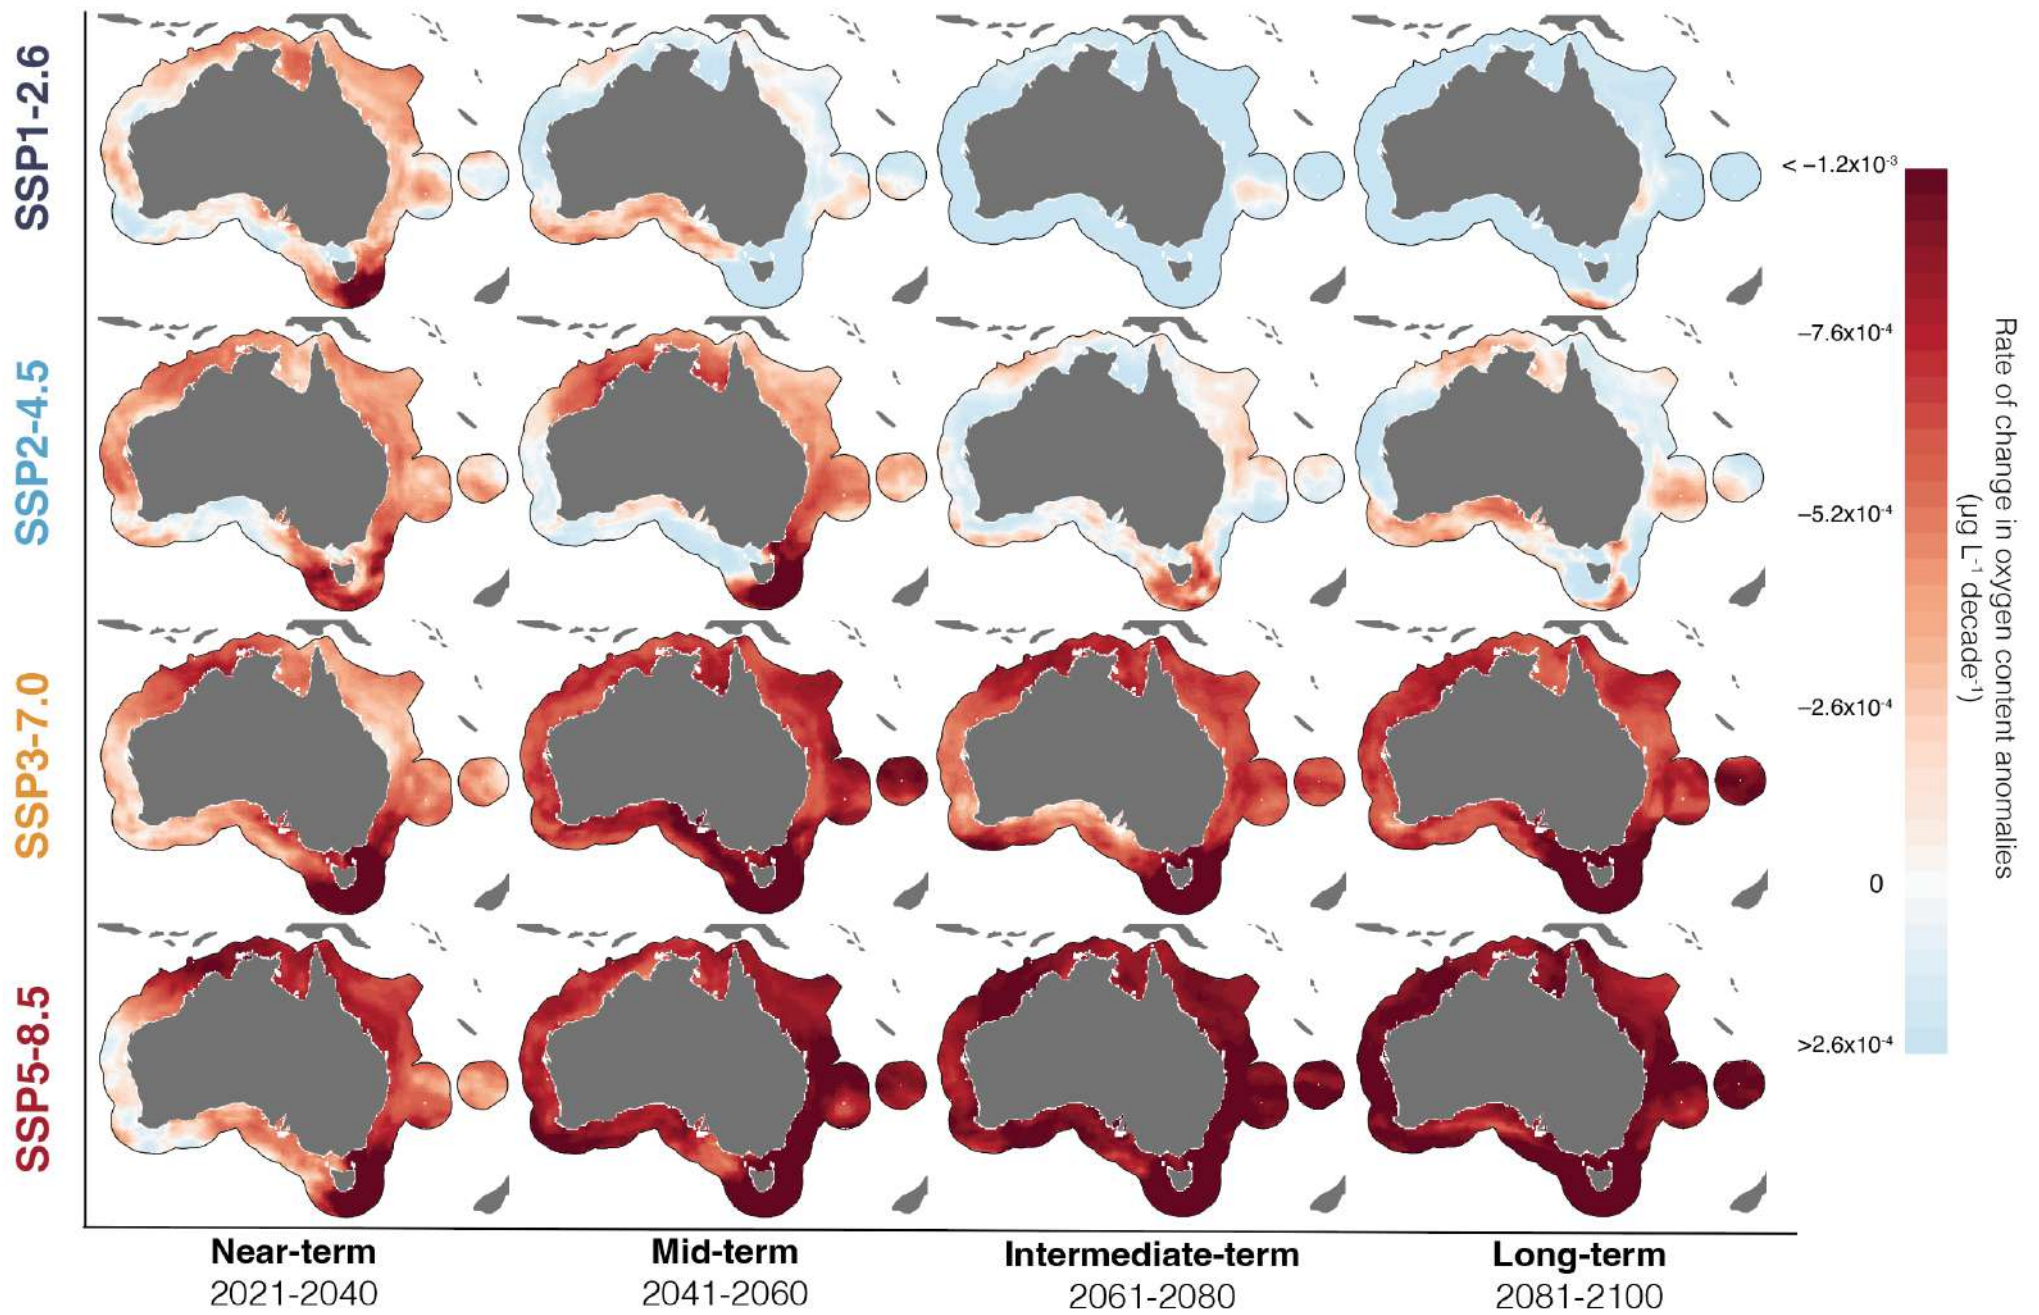 SSP1-2.6
SSP2-4.5
SSP3-7.0
SSP5-8.5
< −1.2x10⁻³
−7.6x10⁻⁴
−5.2x10⁻⁴
−2.6x10⁻⁴
0
>2.6x10⁻⁴
Rate of change in oxygen content anomalies
(µg L⁻¹ decade⁻¹)
Near-term
2021-2040
Mid-term
2041-2060
Intermediate-term
2061-2080
Long-term
2081-2100